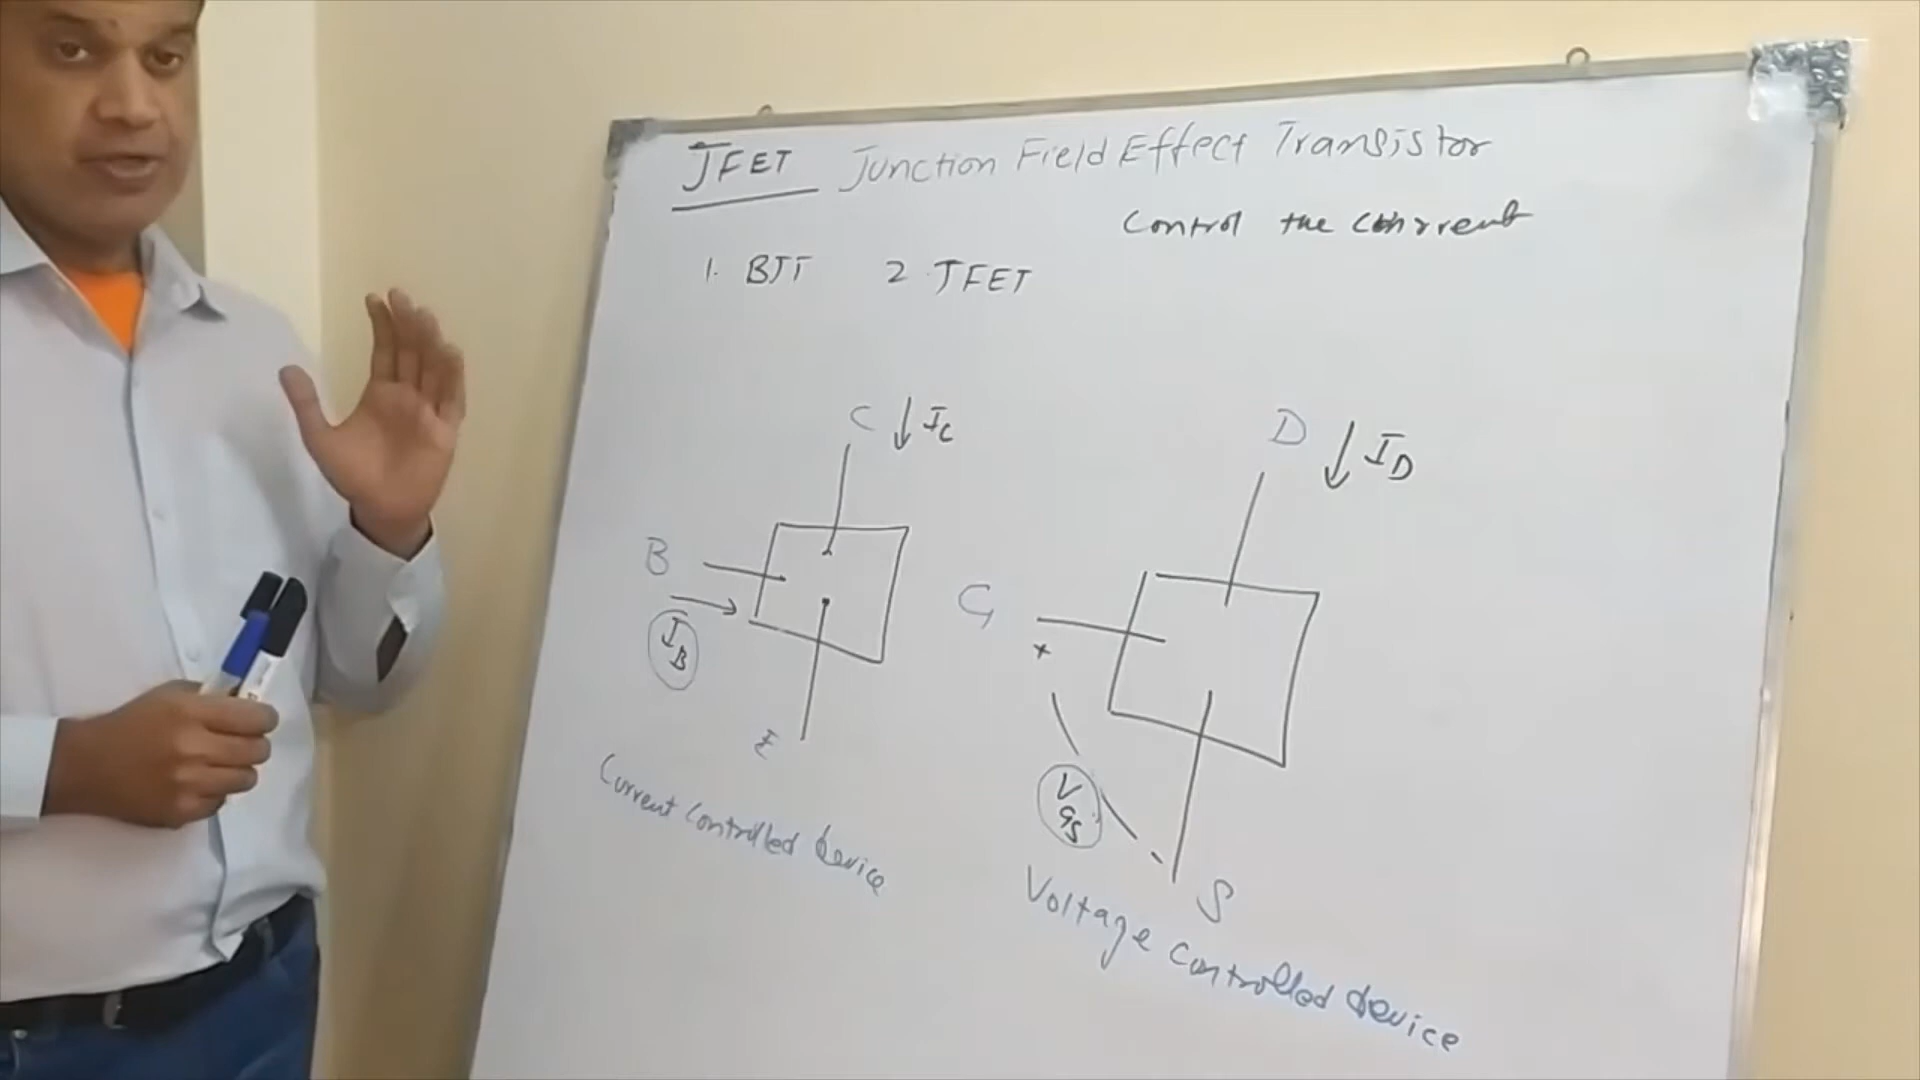 JFET Junction Field Effect Transistor
Control the current
1. BJT 2. JFET
C ↓ IC
B
IB
E
Current Controlled device
D ↓ ID
G
+
VGS
-
S
Voltage Controlled device